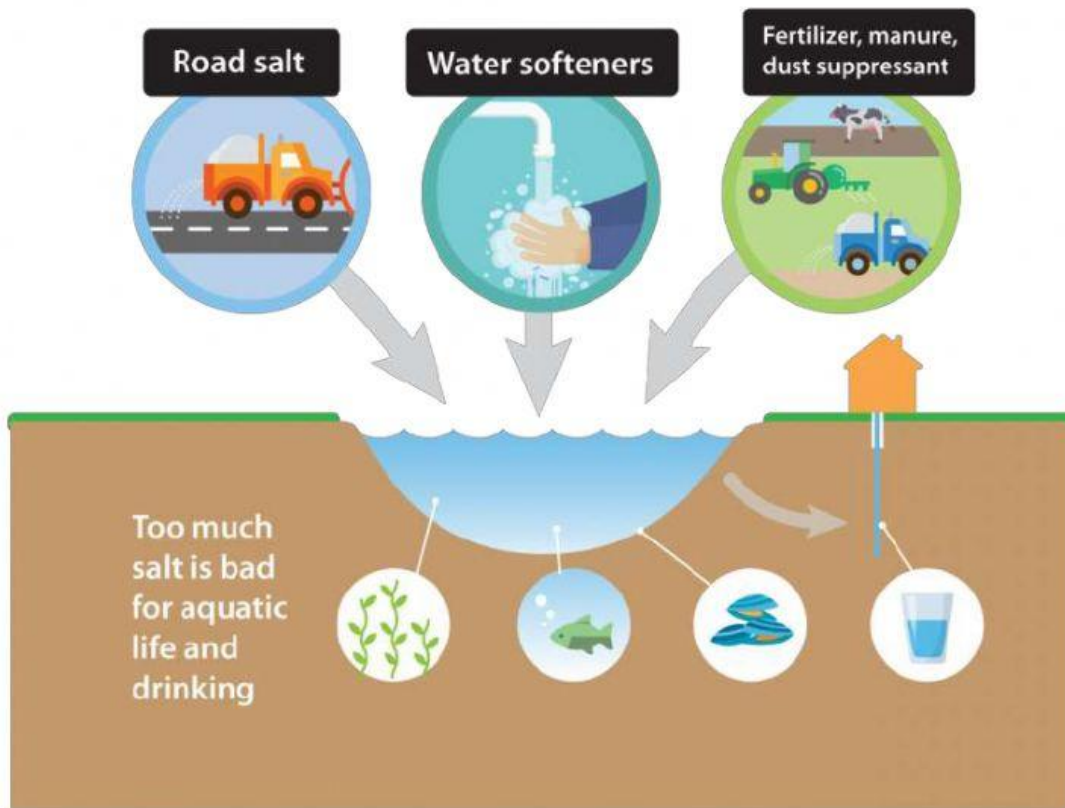 Road salt
Water softeners
Fertilizer, manure,
dust suppressant
Too much
salt is bad
for aquatic
life and
drinking